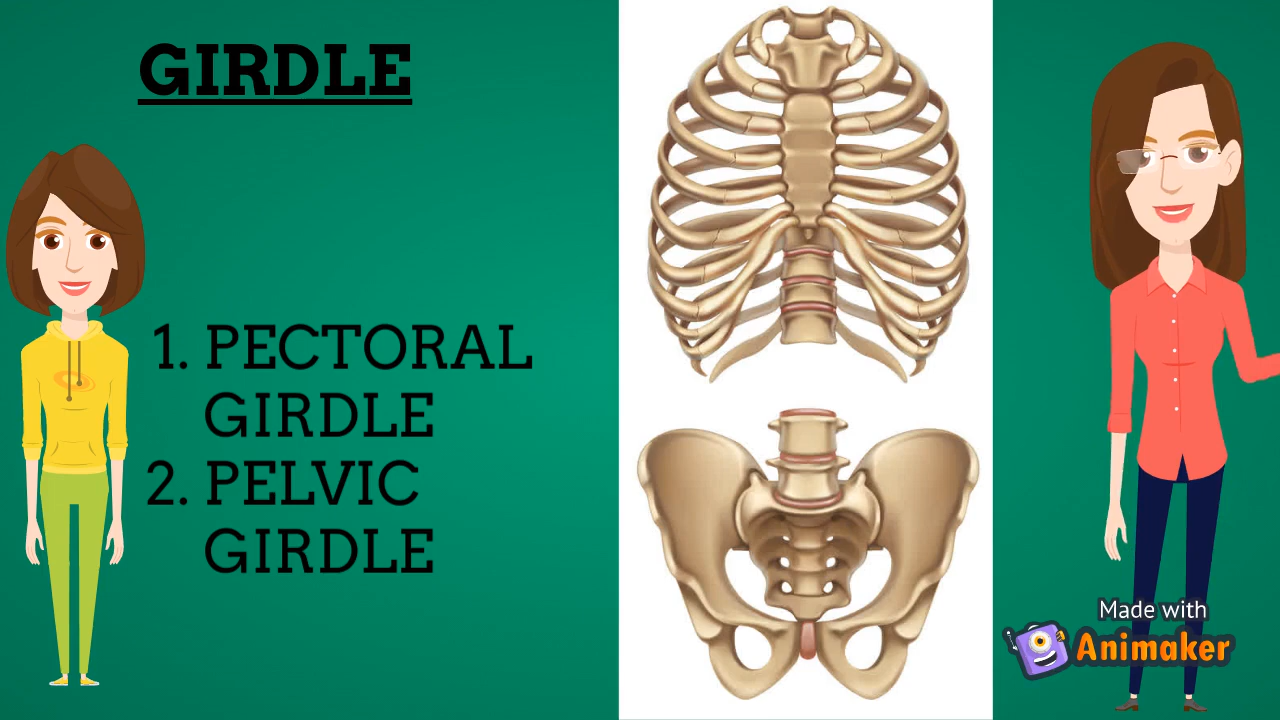 GIRDLE
1. PECTORAL
GIRDLE
2. PELVIC
GIRDLE
Made with
Animaker